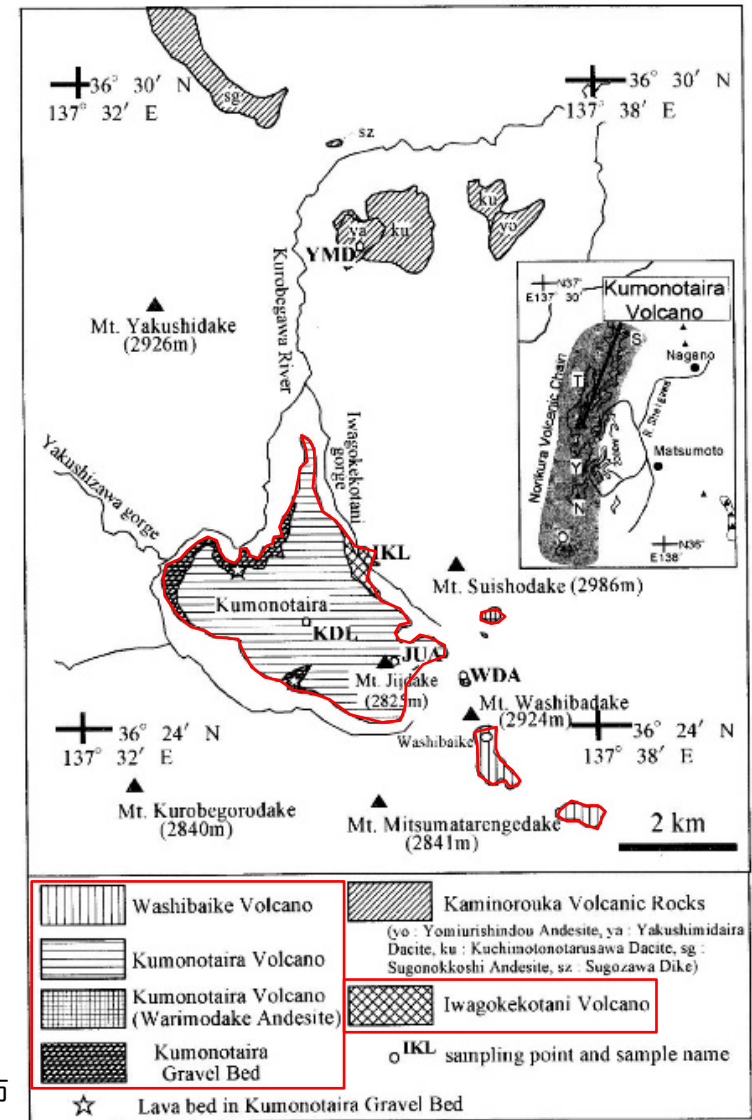 36° 30′ N
137° 32′ E
36° 30′ N
137° 38′ E
sg
sz
ku
ya
ku
yo
YMD
Kurobegawa River
Mt. Yakushidake
(2926m)
N37°
E137° 30′
Kumonotaira
Volcano
S
Nagano
T
Norikura Volcanic Chain
Matsumoto
Y
N
O
N36°
E138°
Iwagokekotani
gorge
Yakushizawa gorge
IKL
Mt. Suishodake (2986m)
Kumonotaira
KDL
JUA
Mt. Jijdake
(2825m)
WDA
Mt. Washibadake
(2924m)
Washibaike
36° 24′ N
137° 32′ E
36° 24′ N
137° 38′ E
Mt. Kurobegorodake
(2840m)
Mt. Mitsumatarengedake
(2841m)
2 km
Washibaike Volcano
Kumonotaira Volcano
Kumonotaira Volcano
(Warimodake Andesite)
Kumonotaira
Gravel Bed
Lava bed in Kumonotaira Gravel Bed
Kaminorouka Volcanic Rocks
(yo : Yomiurishindou Andesite, ya : Yakushimidaira
Dacite, ku : Kuchimotonotarusawa Dacite, sg :
Sugonokkoshi Andesite, sz : Sugozawa Dike)
Iwagokekotani Volcano
IKL sampling point and sample name